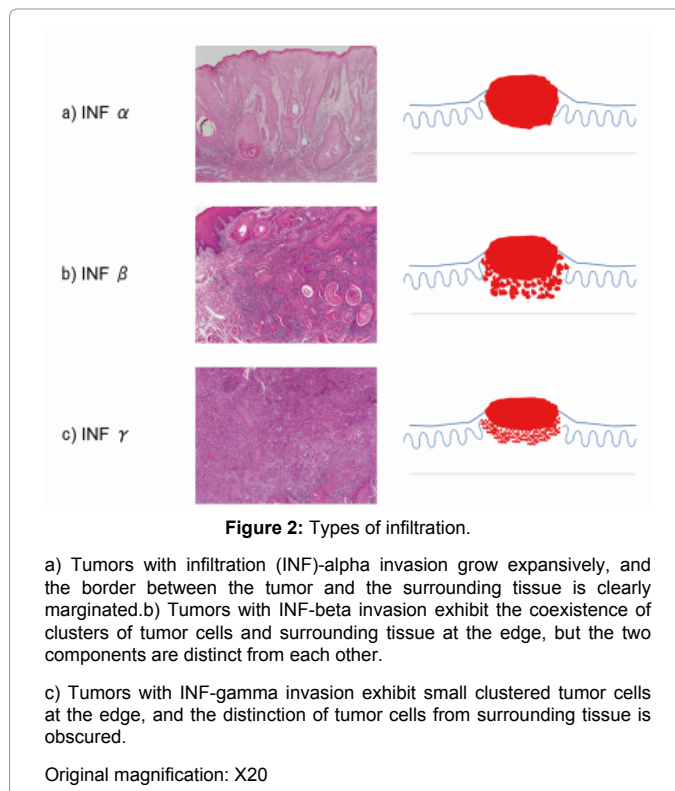 a) INF α
b) INF β
c) INF γ
Figure 2: Types of infiltration.
a) Tumors with infiltration (INF)-alpha invasion grow expansively, and
the border between the tumor and the surrounding tissue is clearly
marginated.b) Tumors with INF-beta invasion exhibit the coexistence of
clusters of tumor cells and surrounding tissue at the edge, but the two
components are distinct from each other.
c) Tumors with INF-gamma invasion exhibit small clustered tumor cells
at the edge, and the distinction of tumor cells from surrounding tissue is
obscured.
Original magnification: X20